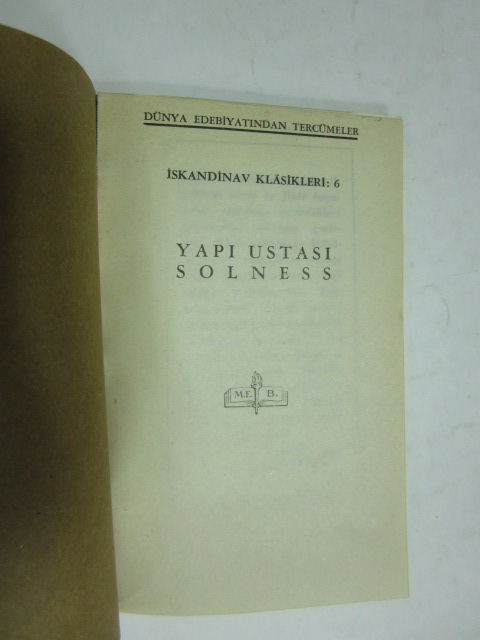 DÜNYA EDEBİYATINDAN TERCÜMELER
İSKANDİNAV KLÂSİKLERİ: 6
YAPI USTASI
SOLNESS
M.E. B.